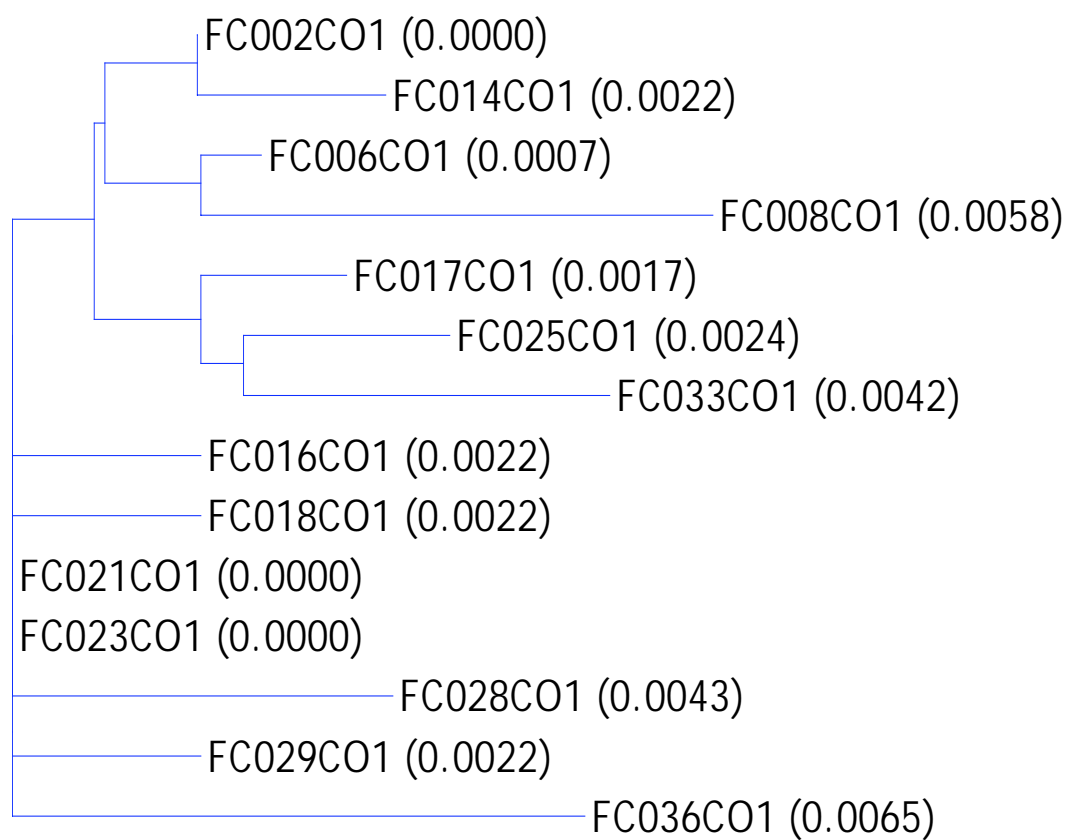 FC002CO1 (0.0000)
FC014CO1 (0.0022)
FC006CO1 (0.0007)
FC008CO1 (0.0058)
FC017CO1 (0.0017)
FC025CO1 (0.0024)
FC033CO1 (0.0042)
FC016CO1 (0.0022)
FC018CO1 (0.0022)
FC021CO1 (0.0000)
FC023CO1 (0.0000)
FC028CO1 (0.0043)
FC029CO1 (0.0022)
FC036CO1 (0.0065)